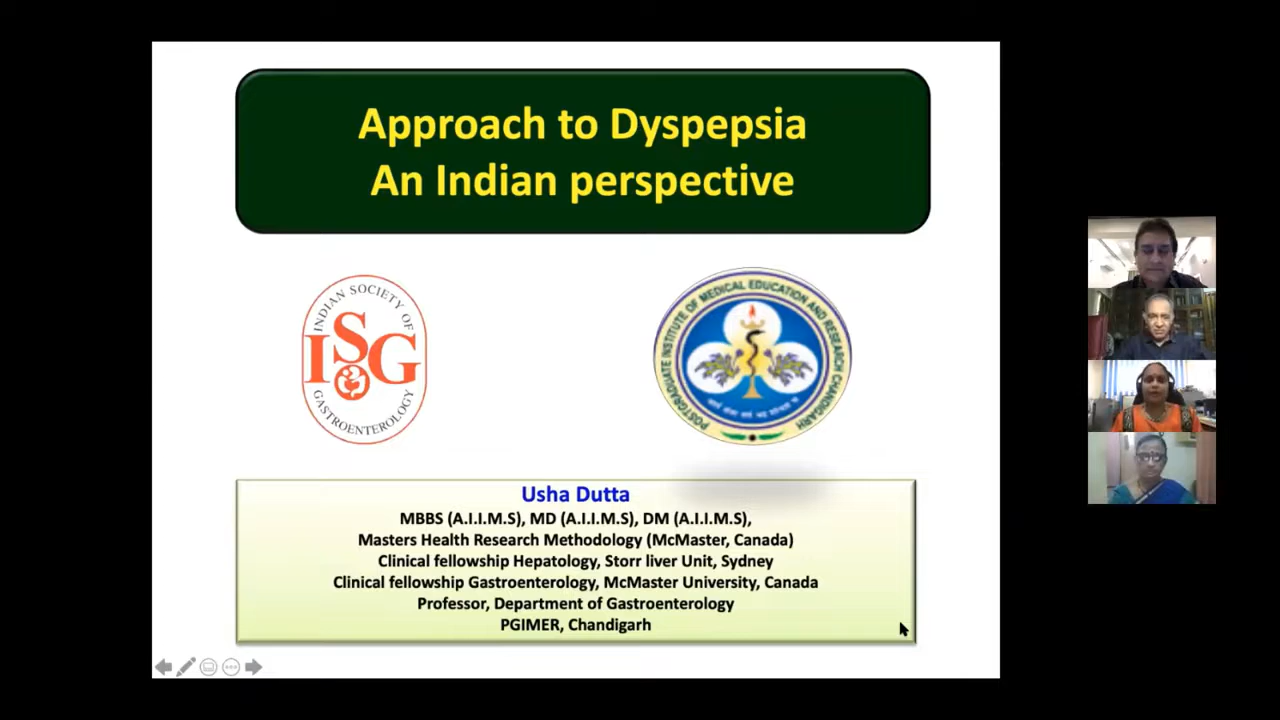 Approach to Dyspepsia
An Indian perspective
INDIAN SOCIETY OF
ISG
GASTROENTEROLOGY
POSTGRADUATE INSTITUTE OF MEDICAL EDUCATION AND RESEARCH CHANDIGARH
Usha Dutta
MBBS (A.I.I.M.S), MD (A.I.I.M.S), DM (A.I.I.M.S),
Masters Health Research Methodology (McMaster, Canada)
Clinical fellowship Hepatology, Storr liver Unit, Sydney
Clinical fellowship Gastroenterology, McMaster University, Canada
Professor, Department of Gastroenterology
PGIMER, Chandigarh